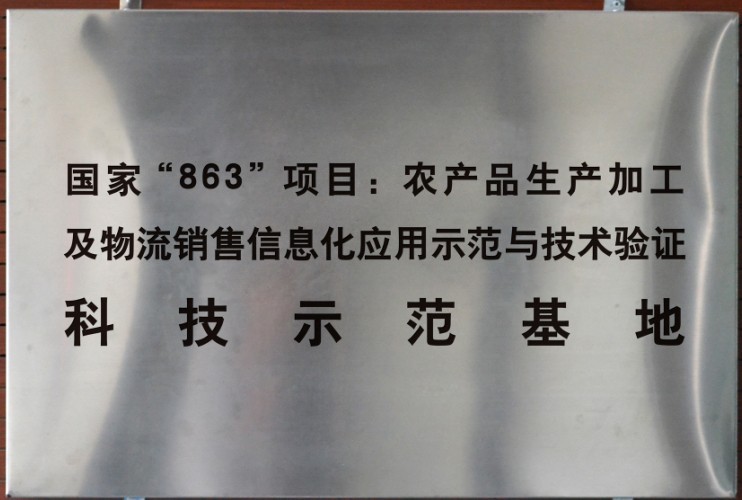 国家“863”项目：农产品生产加工
及物流销售信息化应用示范与技术验证
科技示范基地